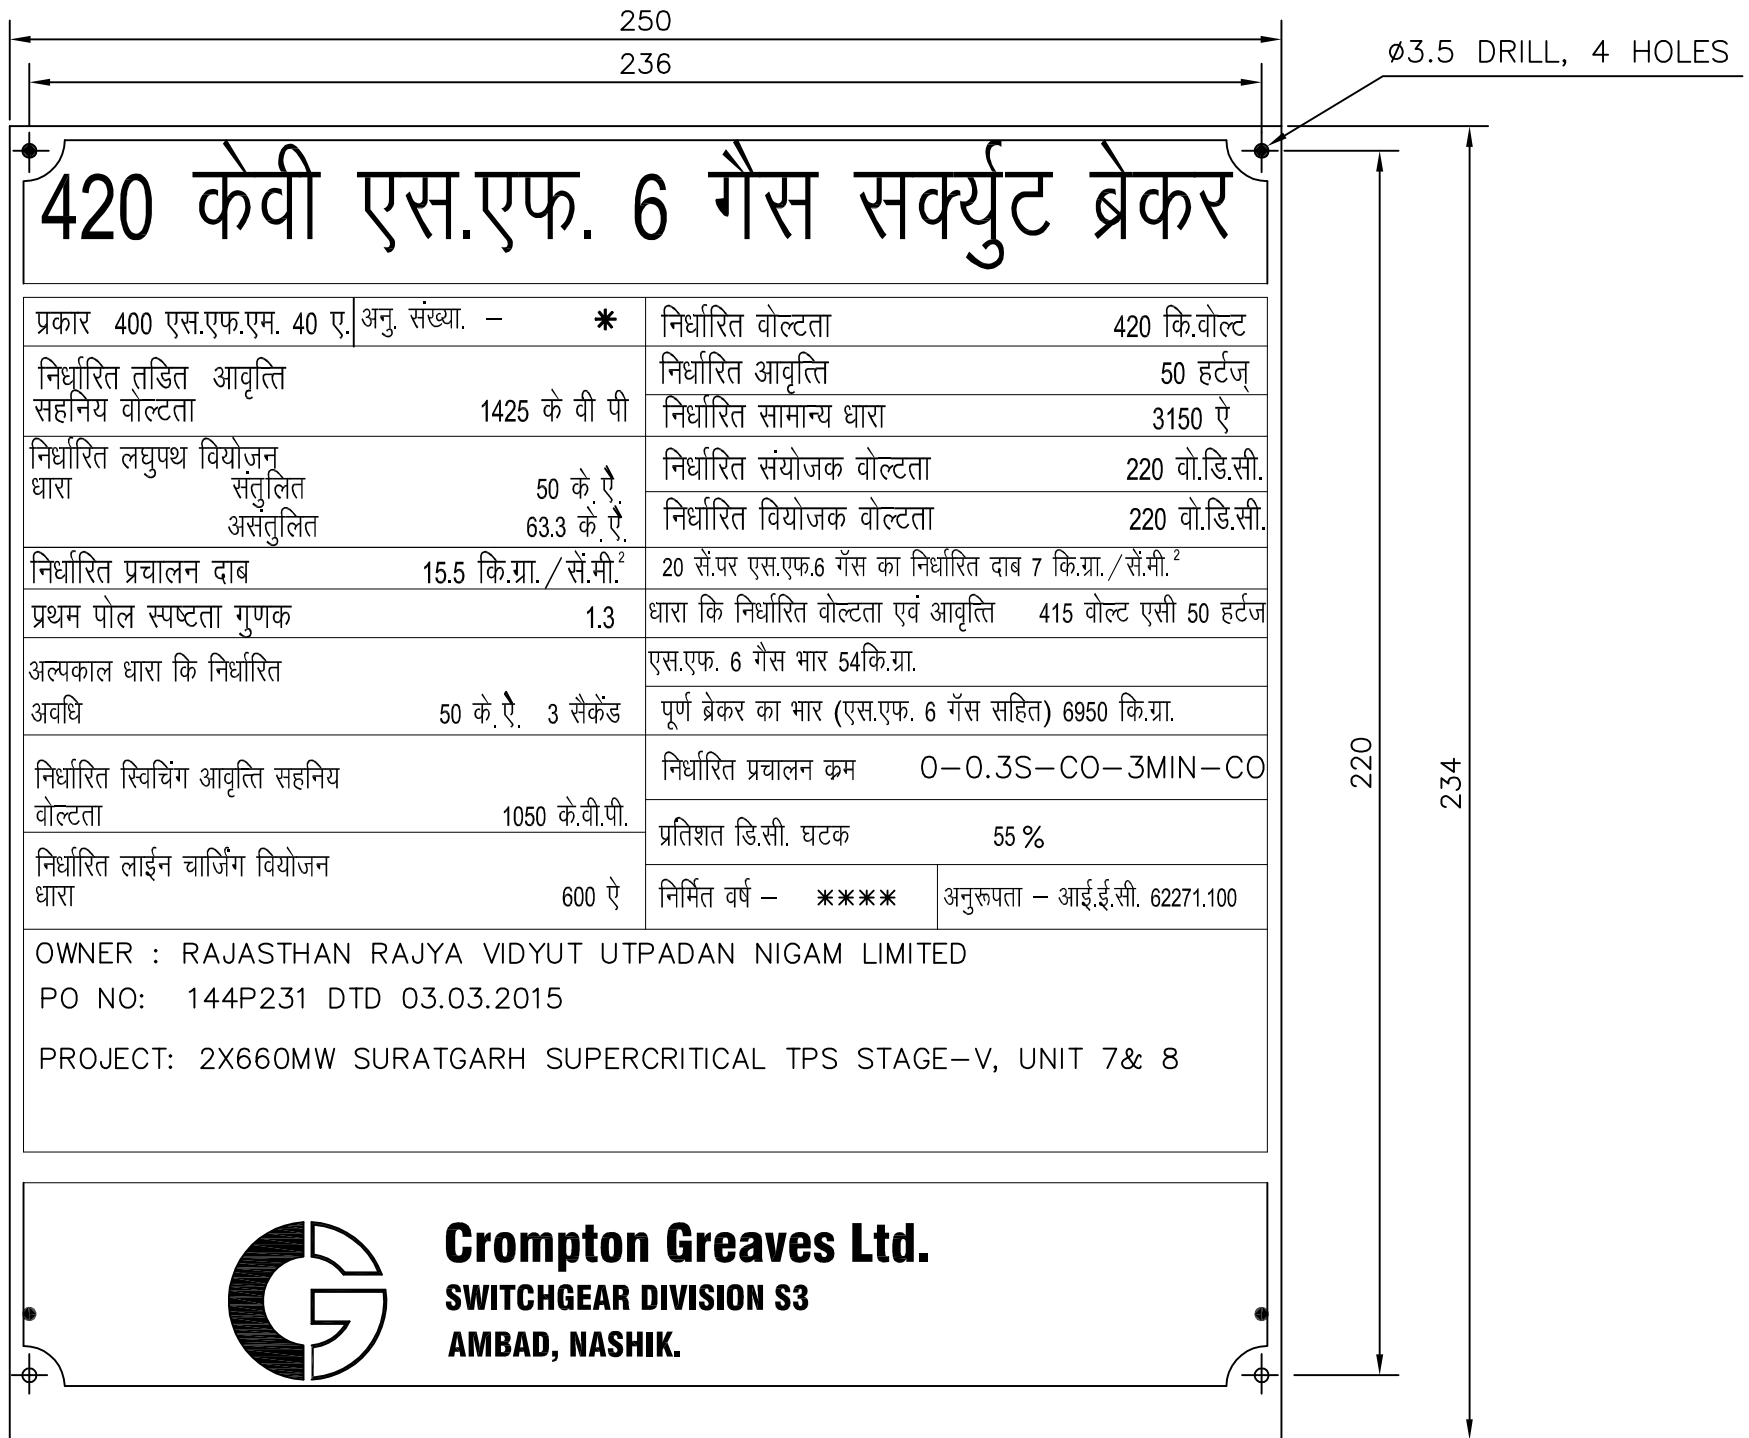 250
236
ø3.5 DRILL, 4 HOLES
420 केवी एस.एफ. 6 गैस सर्क्युट ब्रेकर
प्रकार 400 एस.एफ.एम. 40 ए.
अनु. संख्या. – *
निर्धारित वोल्टता 420 कि.वोल्ट
निर्धारित तडित आवृत्ति
सहनिय वोल्टता 1425 के वी पी
निर्धारित आवृत्ति 50 हर्टज्
निर्धारित सामान्य धारा 3150 ऐ
निर्धारित लघुपथ वियोजन
धारा संतुलित 50 के.ऐ.
असंतुलित 63.3 के.ऐ.
निर्धारित संयोजक वोल्टता 220 वो.डि.सी.
निर्धारित वियोजक वोल्टता 220 वो.डि.सी.
निर्धारित प्रचालन दाब 15.5 कि.ग्रा./सें.मी.²
20 सें.पर एस.एफ.6 गॅस का निर्धारित दाब 7 कि.ग्रा./सें.मी.²
प्रथम पोल स्पष्टता गुणक 1.3
धारा कि निर्धारित वोल्टता एवं आवृत्ति 415 वोल्ट एसी 50 हर्टज
अल्पकाल धारा कि निर्धारित
अवधि 50 के.ऐ. 3 सैकेंड
एस.एफ. 6 गैस भार 54कि.ग्रा.
पूर्ण ब्रेकर का भार (एस.एफ. 6 गॅस सहित) 6950 कि.ग्रा.
निर्धारित स्विचिंग आवृत्ति सहनिय
वोल्टता 1050 के.वी.पी.
निर्धारित प्रचालन क्रम O–0.3S–CO–3MIN–CO
प्रतिशत डि.सी. घटक 55 %
निर्धारित लाईन चार्जिंग वियोजन
धारा 600 ऐ
निर्मित वर्ष – ****
अनुरूपता – आई.ई.सी. 62271.100
OWNER : RAJASTHAN RAJYA VIDYUT UTPADAN NIGAM LIMITED
PO NO: 144P231 DTD 03.03.2015
PROJECT: 2X660MW SURATGARH SUPERCRITICAL TPS STAGE–V, UNIT 7& 8
220
234
Crompton Greaves Ltd.
SWITCHGEAR DIVISION S3
AMBAD, NASHIK.